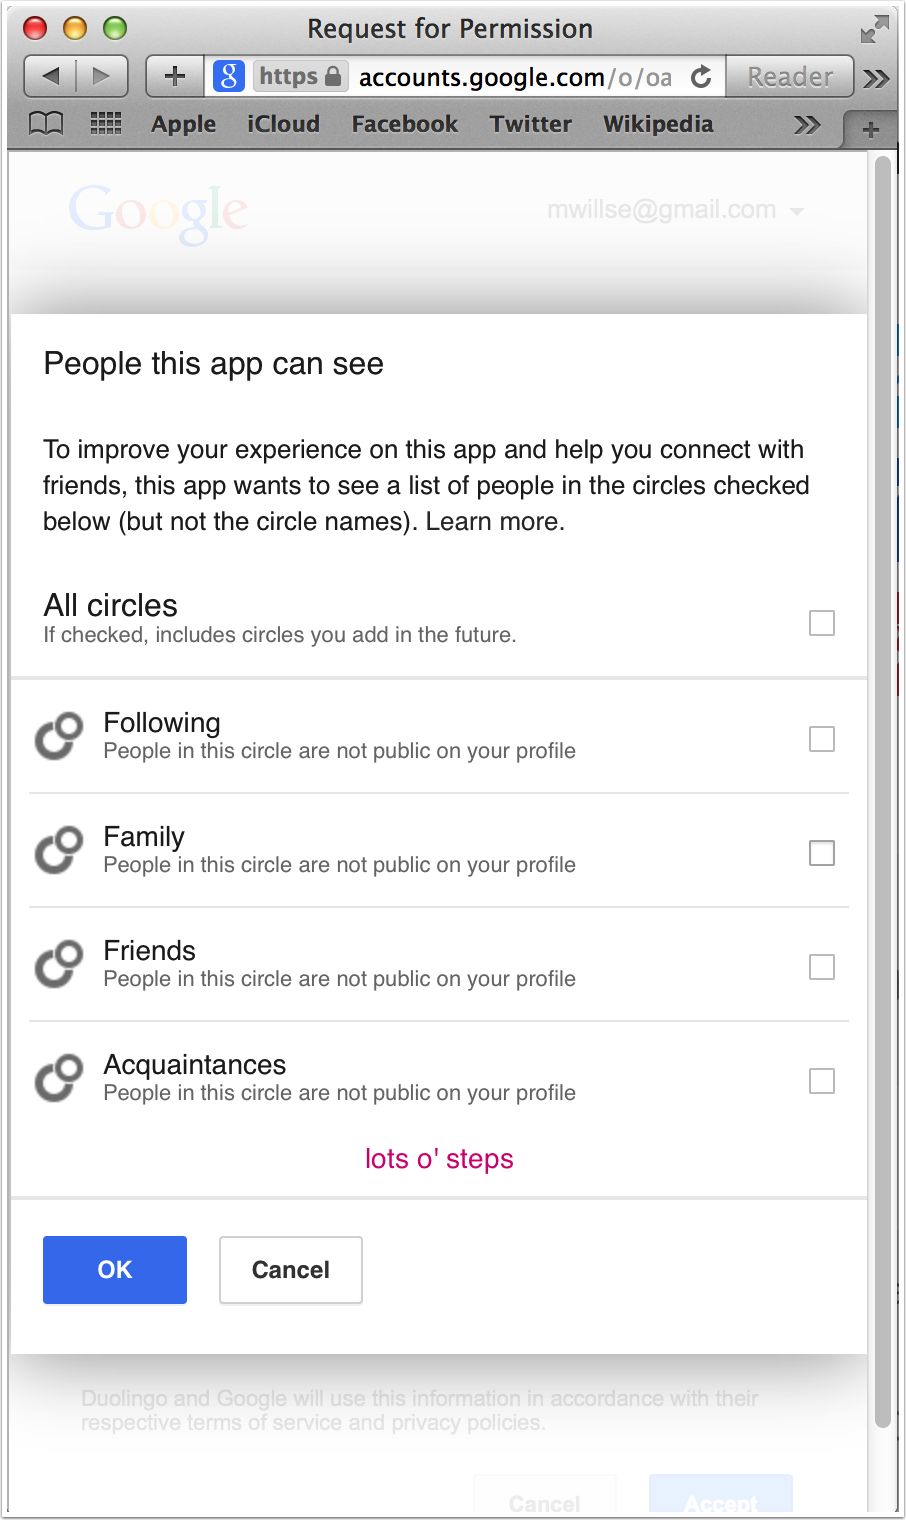 Request for Permission
g https accounts.google.com/o/oa Reader
Apple iCloud Facebook Twitter Wikipedia
Google mwillse@gmail.com
People this app can see
To improve your experience on this app and help you connect with
friends, this app wants to see a list of people in the circles checked
below (but not the circle names). Learn more.
All circles
If checked, includes circles you add in the future.
Following
People in this circle are not public on your profile
Family
People in this circle are not public on your profile
Friends
People in this circle are not public on your profile
Acquaintances
People in this circle are not public on your profile
lots o' steps
OK Cancel
Duolingo and Google will use this information in accordance with their
respective terms of service and privacy policies.
Cancel Accept